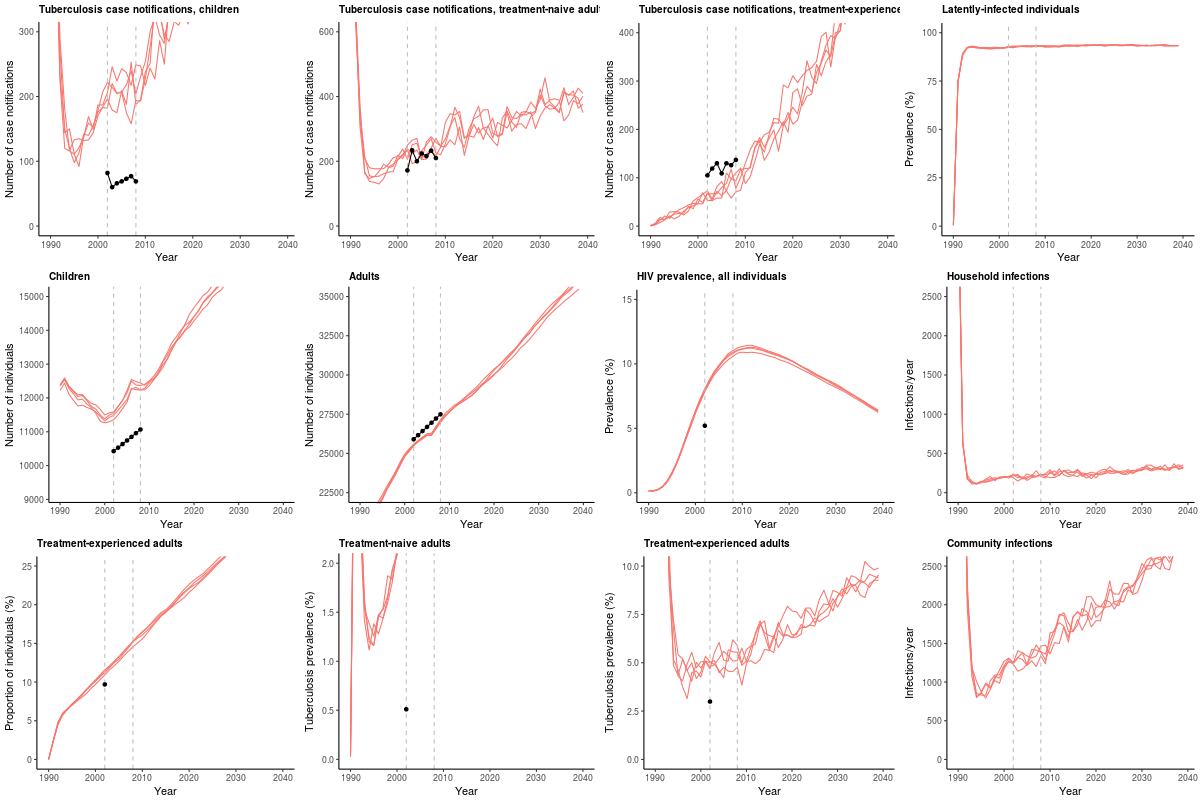 Tuberculosis case notifications, children
Number of case notifications
300
200
100
0
1990 2000 2010 2020 2030 2040
Year
Tuberculosis case notifications, treatment-naive adult
Number of case notifications
600
400
200
0
1990 2000 2010 2020 2030 2040
Year
Tuberculosis case notifications, treatment-experience
Number of case notifications
400
300
200
100
0
1990 2000 2010 2020 2030 2040
Year
Latently-infected individuals
Prevalence (%)
100
75
50
25
0
1990 2000 2010 2020 2030 2040
Year
Children
Number of individuals
15000
14000
13000
12000
11000
10000
9000
1990 2000 2010 2020 2030 2040
Year
Adults
Number of individuals
35000
32500
30000
27500
25000
22500
1990 2000 2010 2020 2030 2040
Year
HIV prevalence, all individuals
Prevalence (%)
15
10
5
0
1990 2000 2010 2020 2030 2040
Year
Household infections
Infections/year
2500
2000
1500
1000
500
0
1990 2000 2010 2020 2030 2040
Year
Treatment-experienced adults
Proportion of individuals (%)
25
20
15
10
5
0
1990 2000 2010 2020 2030 2040
Year
Treatment-naive adults
Tuberculosis prevalence (%)
2.0
1.5
1.0
0.5
0.0
1990 2000 2010 2020 2030 2040
Year
Treatment-experienced adults
Tuberculosis prevalence (%)
10.0
7.5
5.0
2.5
0.0
1990 2000 2010 2020 2030 2040
Year
Community infections
Infections/year
2500
2000
1500
1000
500
0
1990 2000 2010 2020 2030 2040
Year